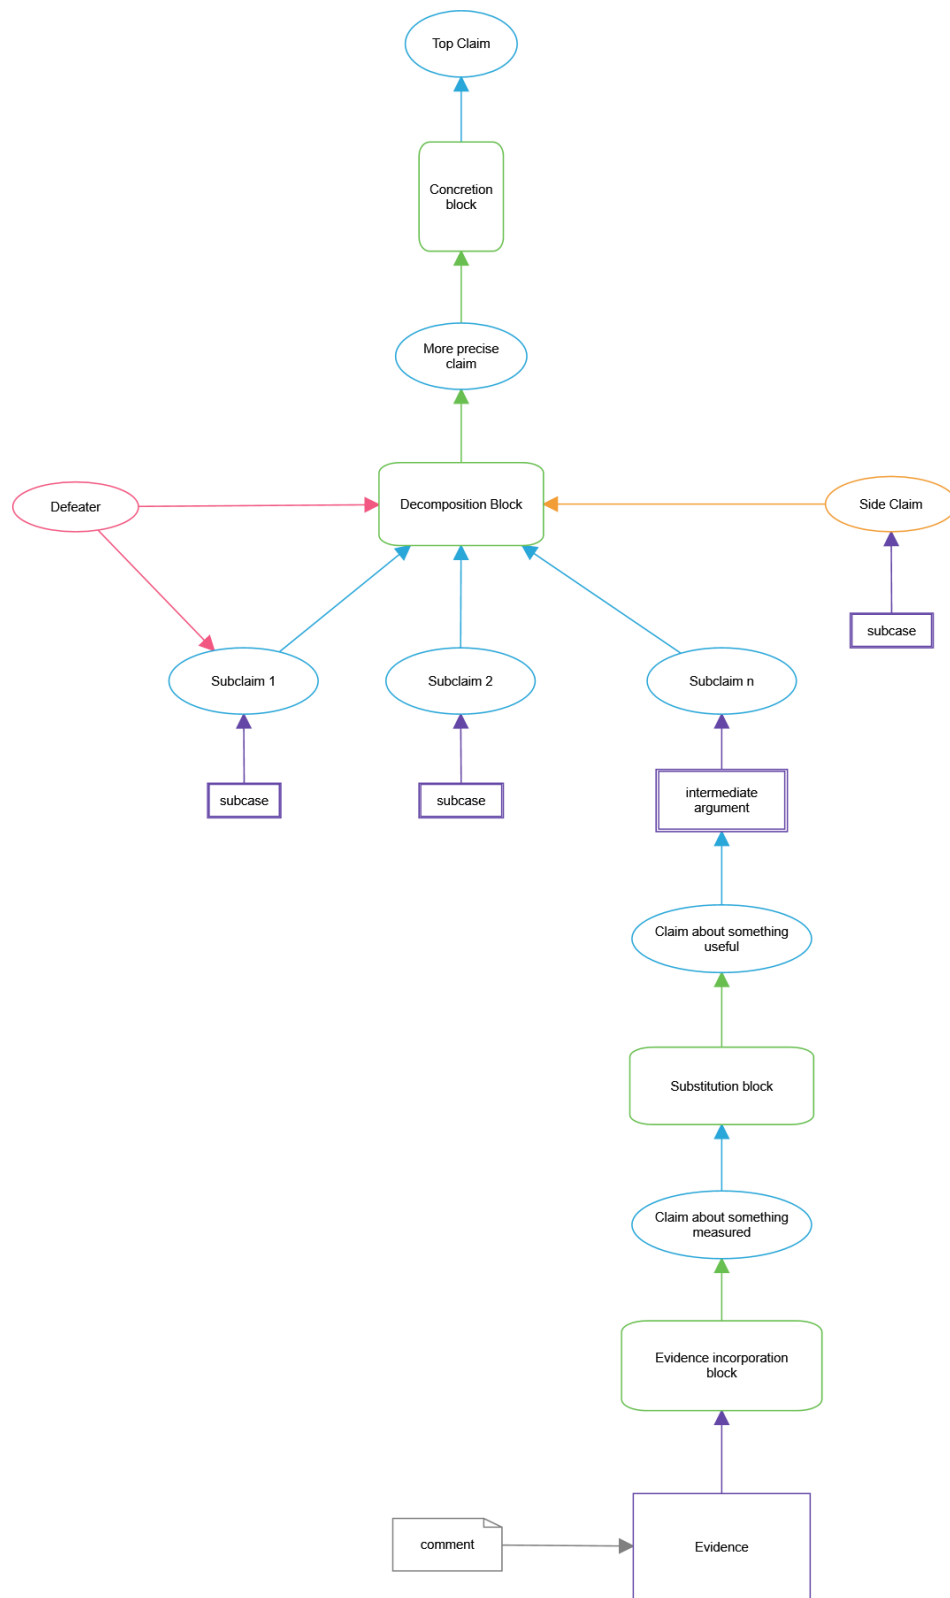 Top Claim
Concretion
block
More precise
claim
Defeater
Decomposition Block
Side Claim
subcase
Subclaim 1
Subclaim 2
Subclaim n
subcase
subcase
intermediate
argument
Claim about something
useful
Substitution block
Claim about something
measured
Evidence incorporation
block
comment
Evidence